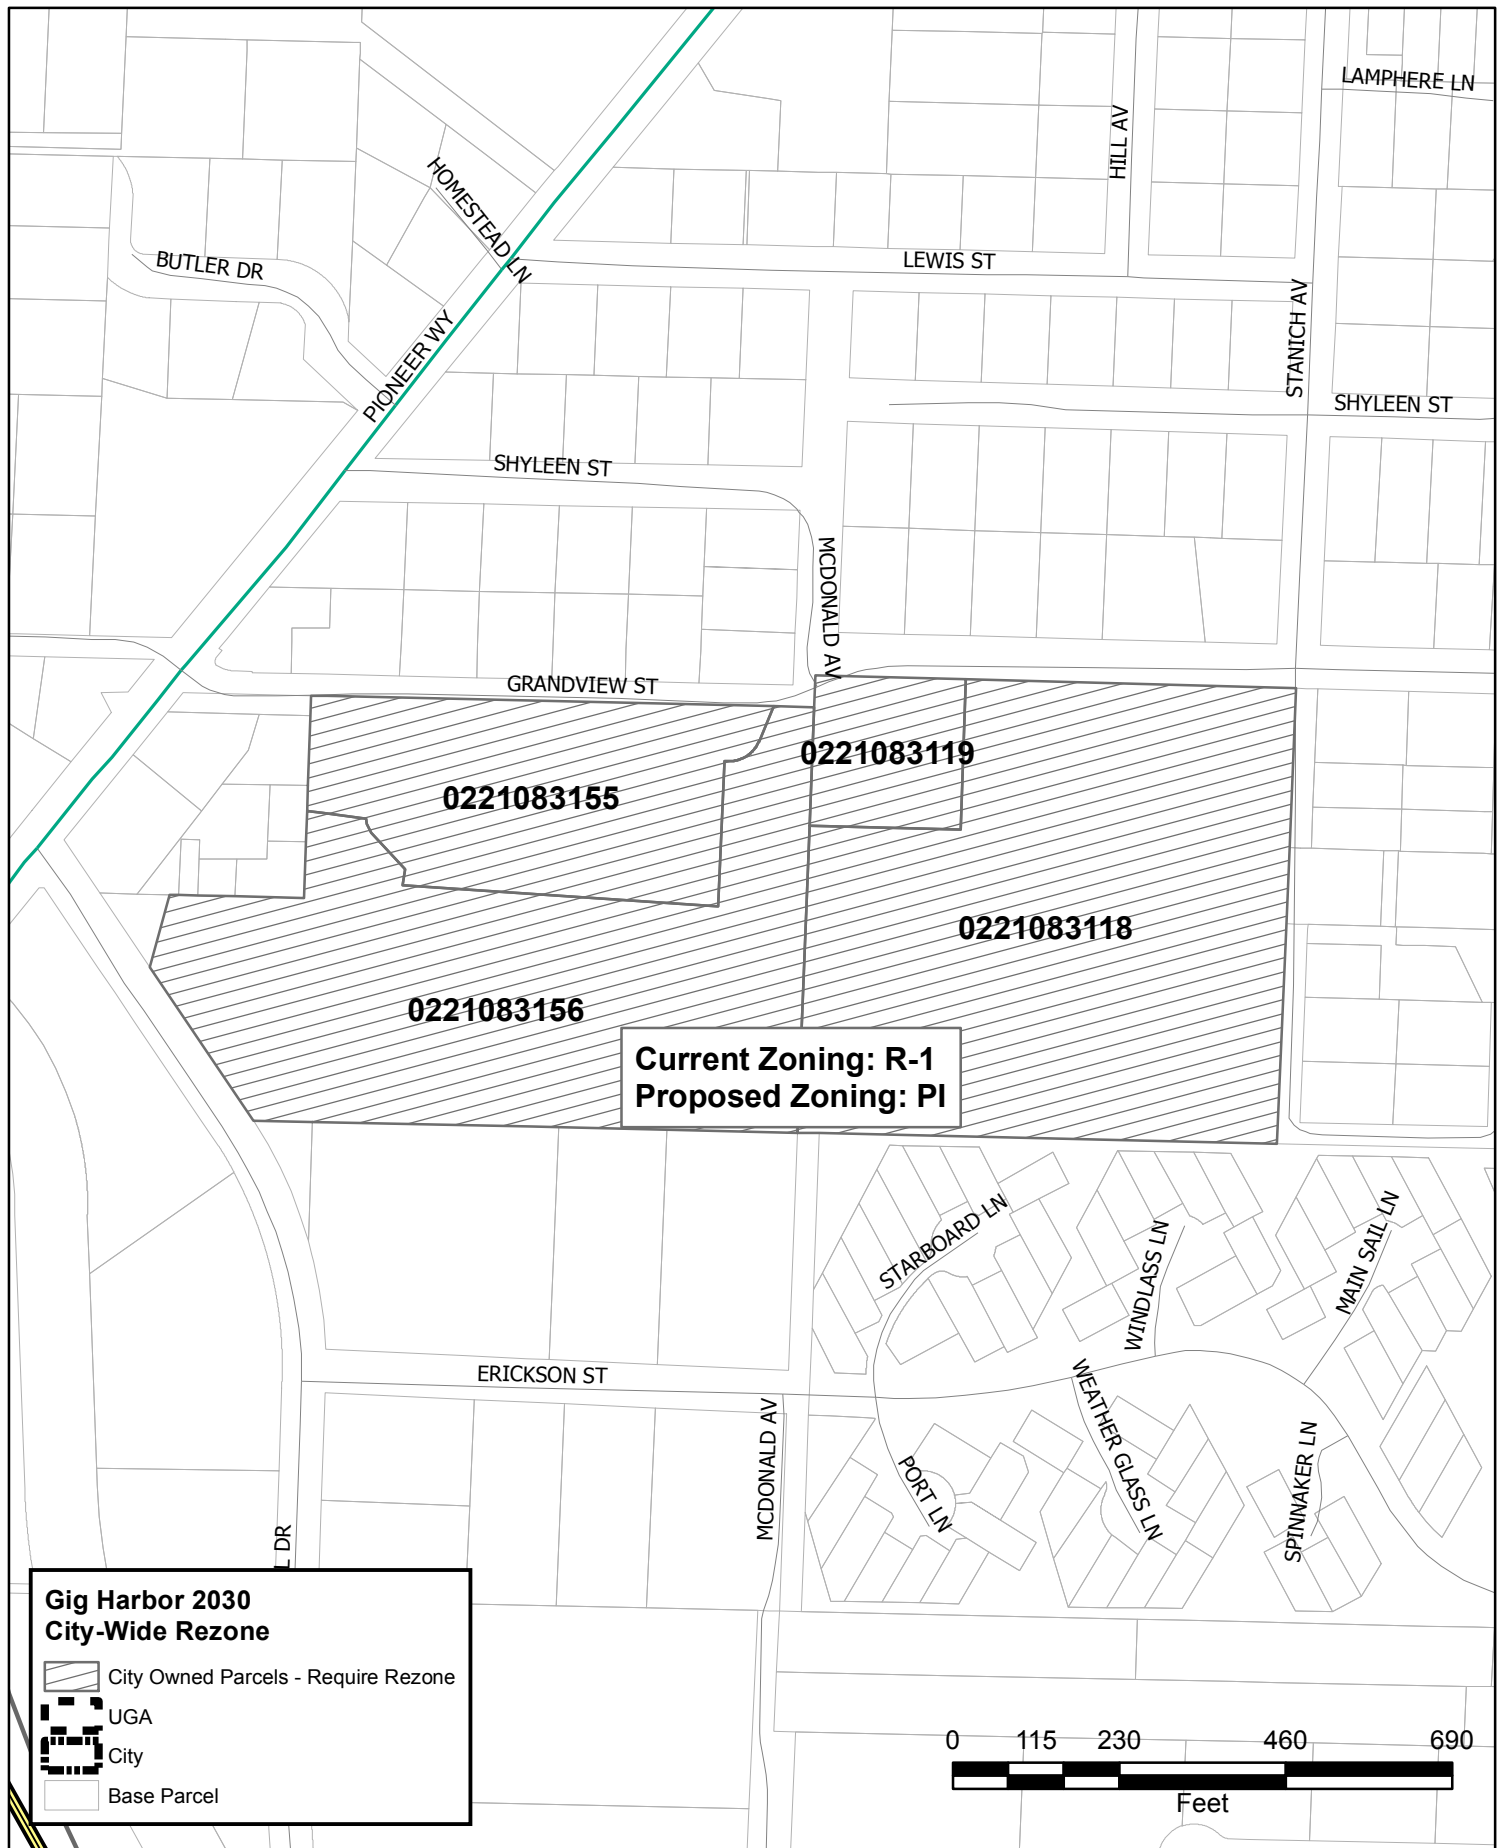 LAMPHERE LN
HILL AV
HOMESTEAD LN
BUTLER DR
LEWIS ST
STANICH AV
PIONEER WY
SHYLEEN ST
SHYLEEN ST
MCDONALD AV
GRANDVIEW ST
0221083119
0221083155
0221083118
0221083156
Current Zoning: R-1
Proposed Zoning: PI
STARBOARD LN
WINDLASS LN
MAIN SAIL LN
ERICKSON ST
MCDONALD AV
WEATHER GLASS LN
PORT LN
SPINNAKER LN
L DR
Gig Harbor 2030
City-Wide Rezone
City Owned Parcels - Require Rezone
UGA
City
Base Parcel
0 115 230 460 690
Feet